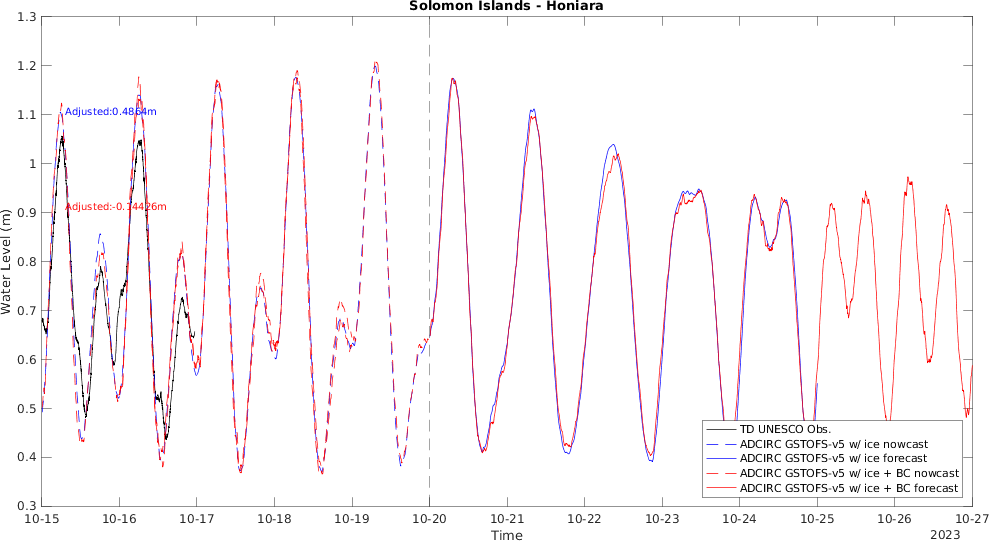 Solomon Islands - Honiara
Water Level (m)
1.3
1.2
1.1
1
0.9
0.8
0.7
0.6
0.5
0.4
0.3
Adjusted:0.4864m
Adjusted:-0.14426m
TD UNESCO Obs.
ADCIRC GSTOFS-v5 w/ ice nowcast
ADCIRC GSTOFS-v5 w/ ice forecast
ADCIRC GSTOFS-v5 w/ ice + BC nowcast
ADCIRC GSTOFS-v5 w/ ice + BC forecast
10-15 10-16 10-17 10-18 10-19 10-20 10-21 10-22 10-23 10-24 10-25 10-26 10-27
Time
2023